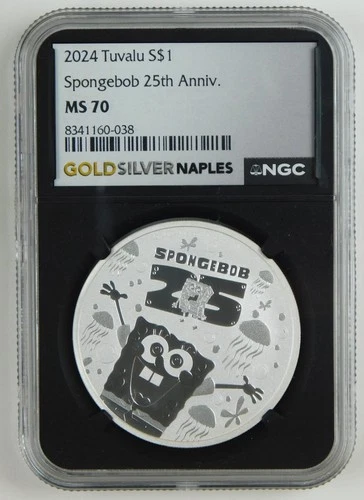 2024 Tuvalu S$1
Spongebob 25th Anniv.
MS 70
8341160-038
GOLDSILVERNAPLES NGC
SPONGEBOB
25